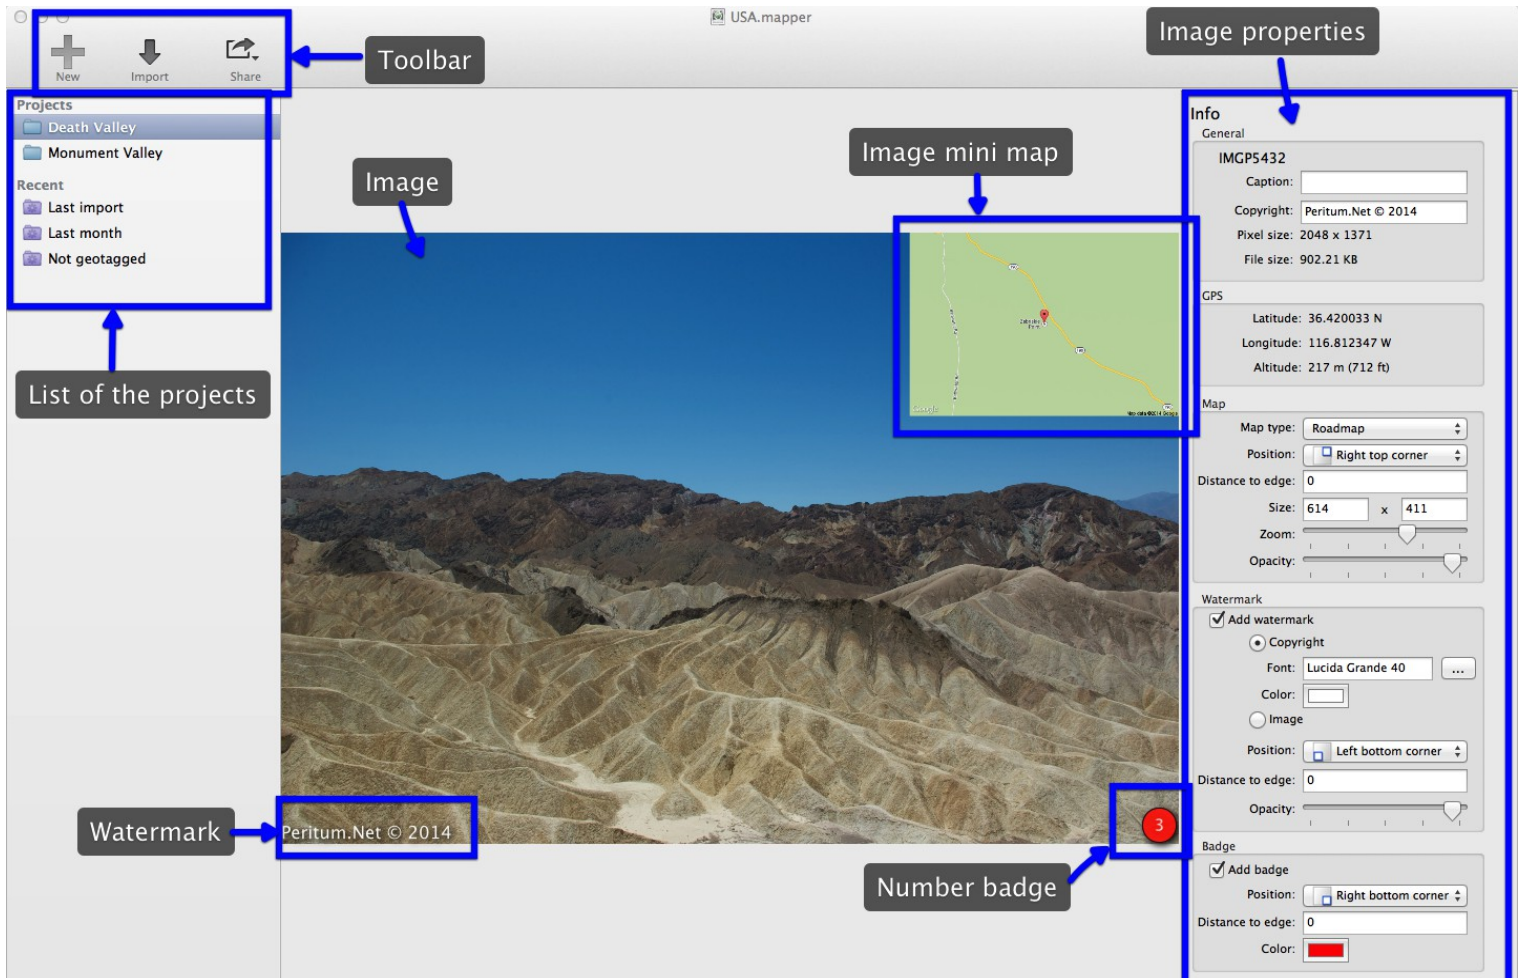 USA.mapper
New
Import
Share
Toolbar
Image properties
Projects
Death Valley
Monument Valley
Recent
Last import
Last month
Not geotagged
List of the projects
Image
Image mini map
Google
Map data ©2014 Google
Watermark
Peritum.Net © 2014
3
Number badge
Info
General
IMGP5432
Caption:
Copyright: Peritum.Net © 2014
Pixel size: 2048 x 1371
File size: 902.21 KB
GPS
Latitude: 36.420033 N
Longitude: 116.812347 W
Altitude: 217 m (712 ft)
Map
Map type: Roadmap
Position: Right top corner
Distance to edge: 0
Size: 614 x 411
Zoom:
Opacity:
Watermark
Add watermark
Copyright
Font: Lucida Grande 40 ...
Color:
Image
Position: Left bottom corner
Distance to edge: 0
Opacity:
Badge
Add badge
Position: Right bottom corner
Distance to edge: 0
Color: